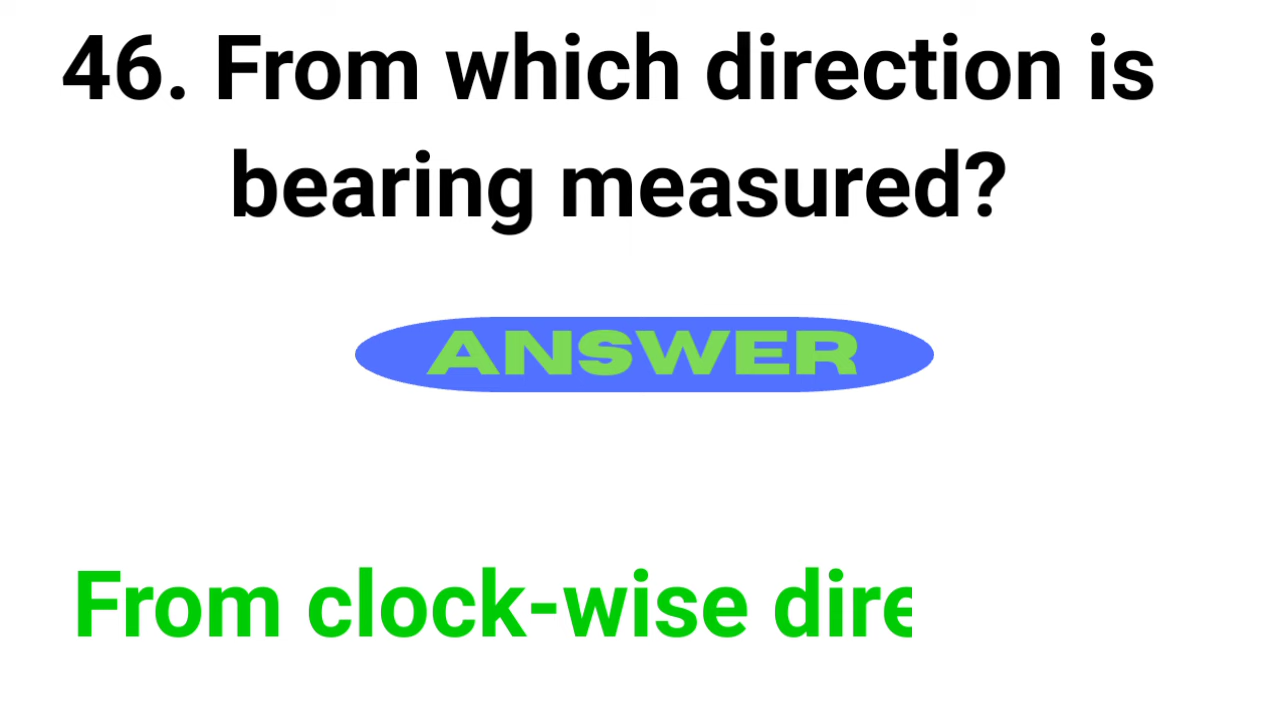 46. From which direction is
bearing measured?
ANSWER
From clock-wise dire